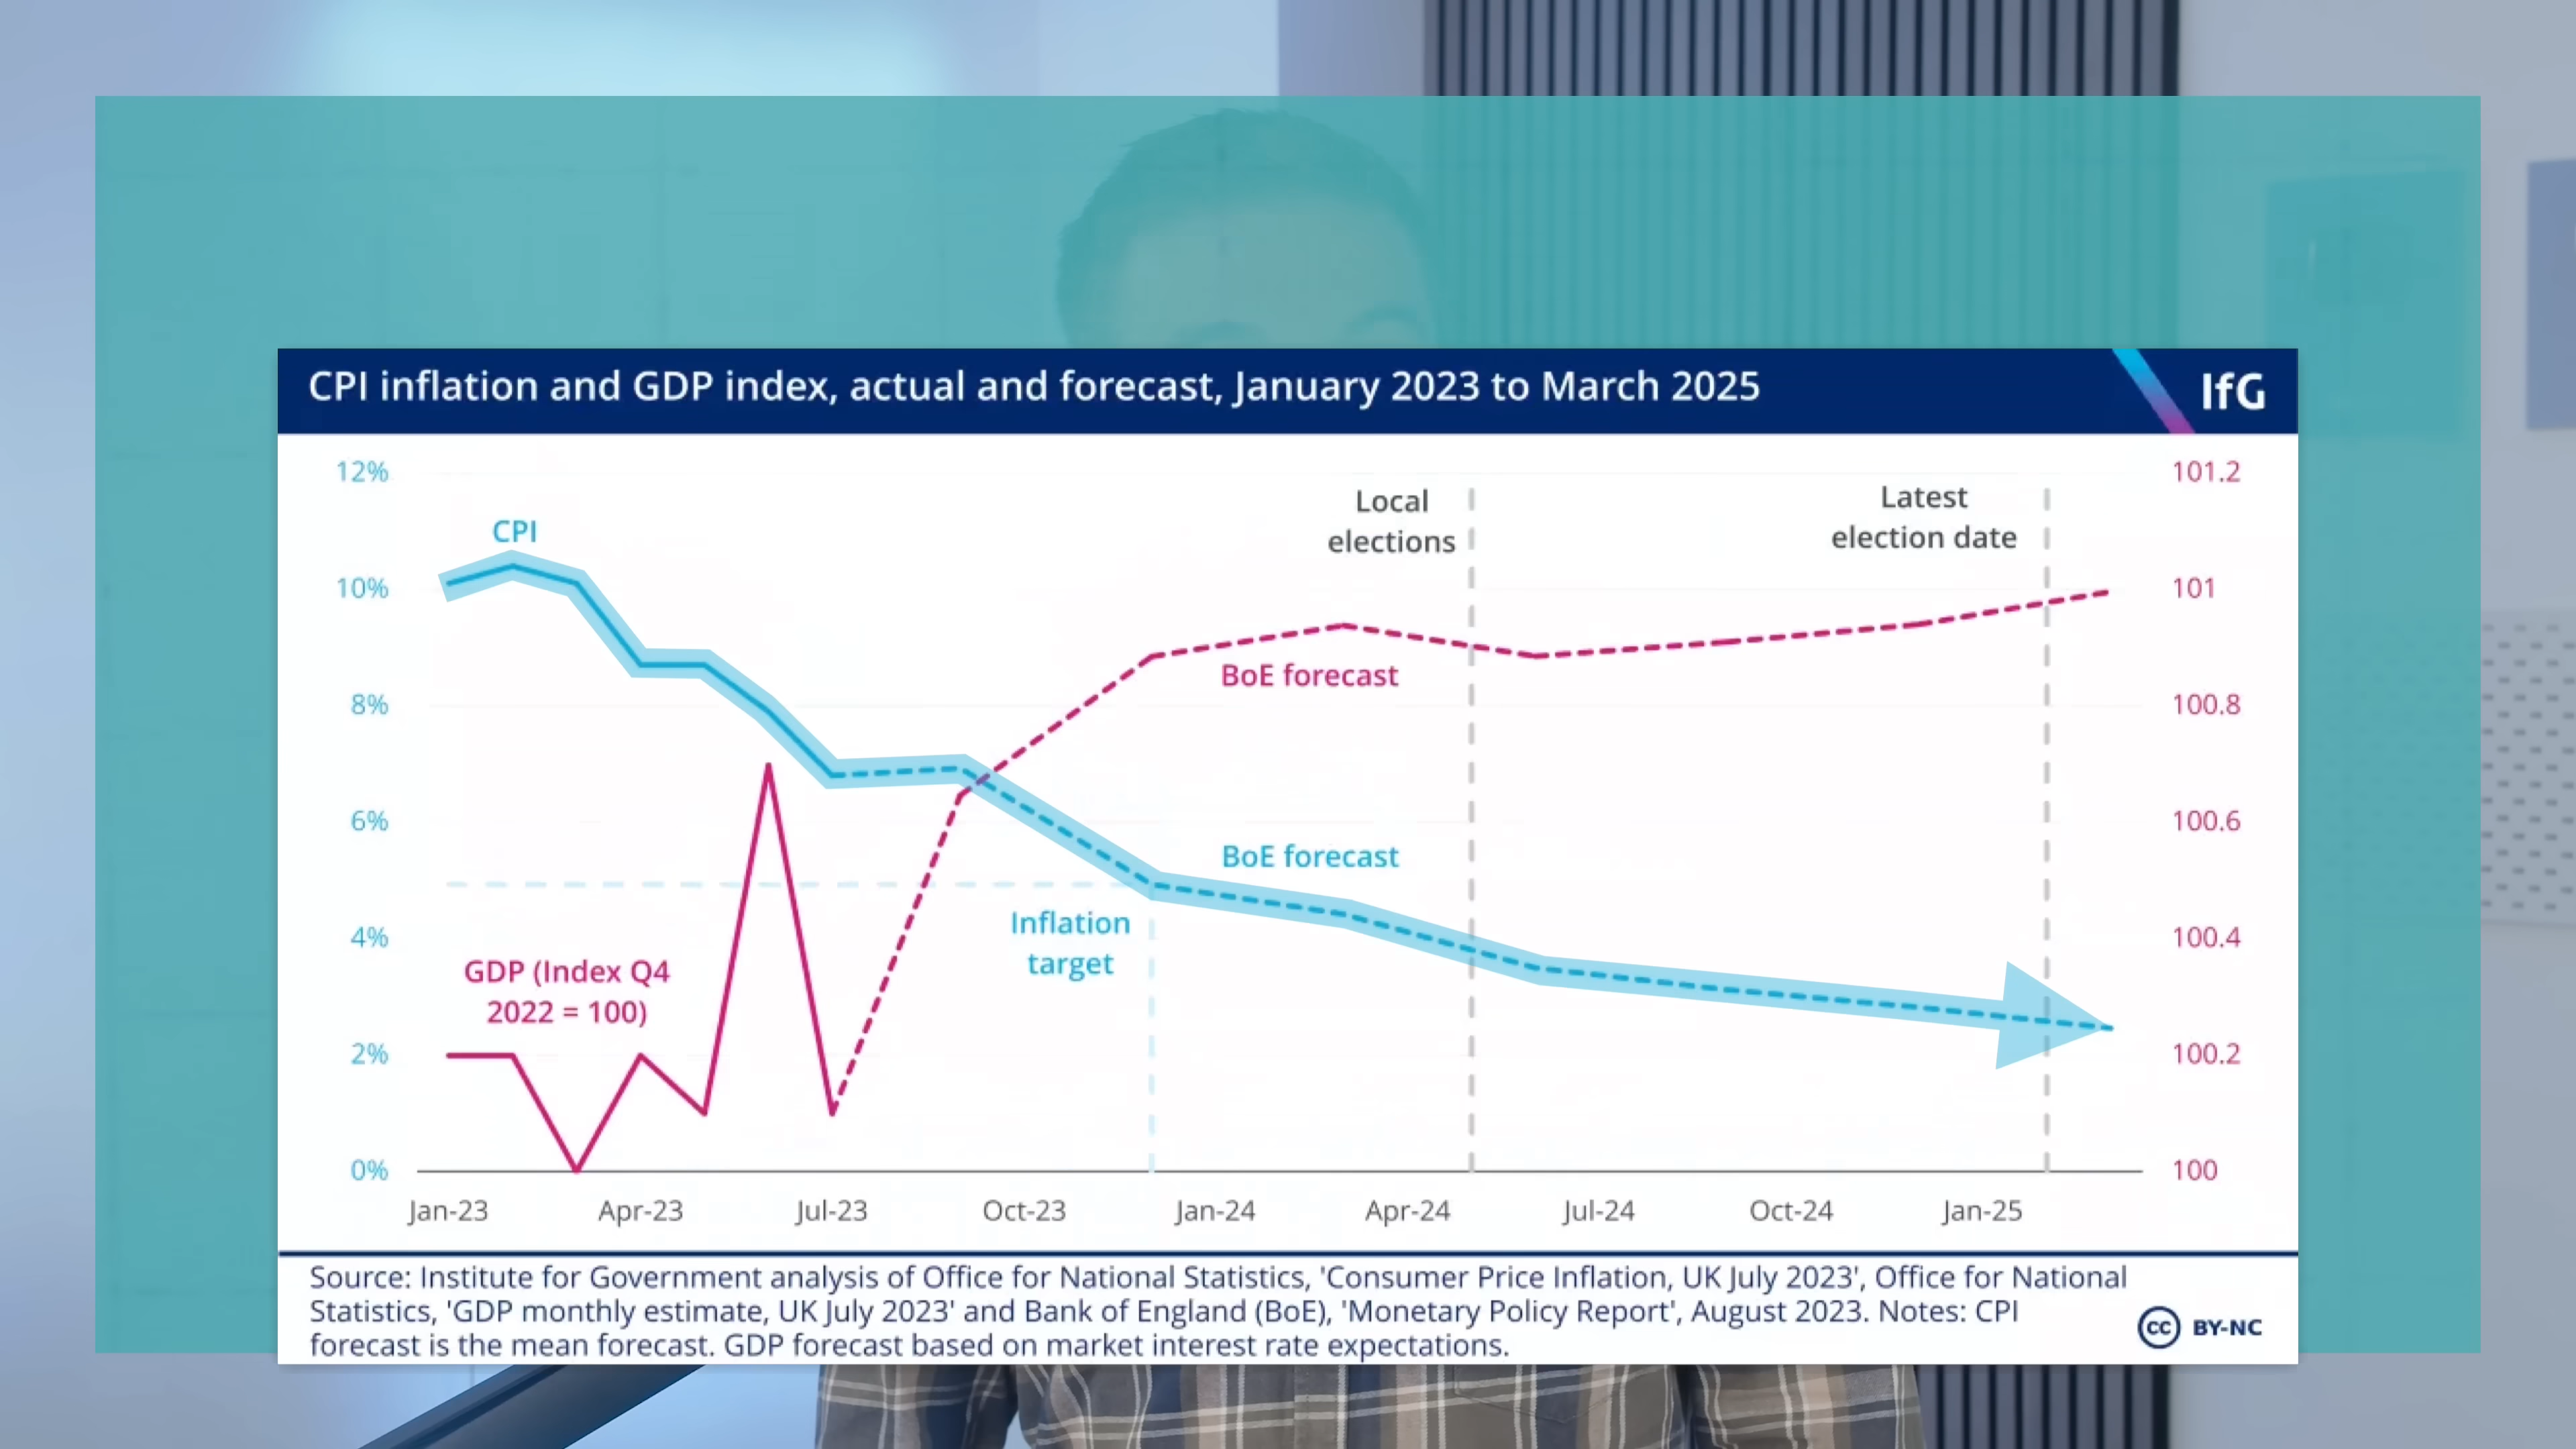 CPI inflation and GDP index, actual and forecast, January 2023 to March 2025
IfG
12%
10%
8%
6%
4%
2%
0%
101.2
101
100.8
100.6
100.4
100.2
100
CPI
Local
elections
Latest
election date
BoE forecast
BoE forecast
Inflation
target
GDP (Index Q4
2022 = 100)
Jan-23
Apr-23
Jul-23
Oct-23
Jan-24
Apr-24
Jul-24
Oct-24
Jan-25
Source: Institute for Government analysis of Office for National Statistics, 'Consumer Price Inflation, UK July 2023', Office for National
Statistics, 'GDP monthly estimate, UK July 2023' and Bank of England (BoE), 'Monetary Policy Report', August 2023. Notes: CPI
forecast is the mean forecast. GDP forecast based on market interest rate expectations.
cc BY-NC